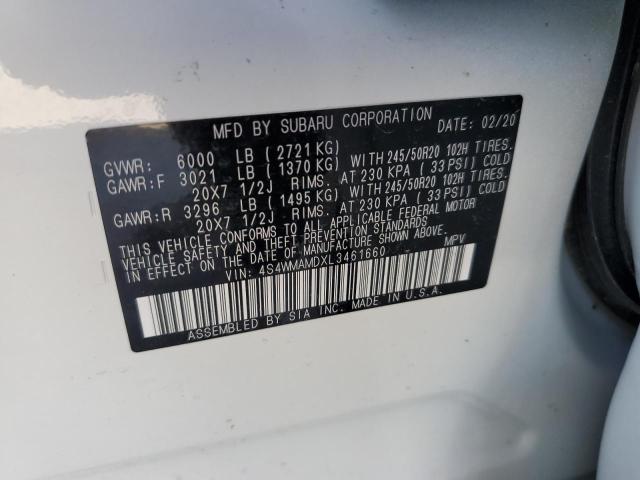 MFD BY SUBARU CORPORATION DATE: 02/20
GVWR: 6000 LB ( 2721 KG)
GAWR:F 3021 LB ( 1370 KG) WITH 245/50R20 102H TIRES.
20X7 1/2J RIMS. AT 230 KPA ( 33 PSI) COLD
GAWR:R 3296 LB ( 1495 KG) WITH 245/50R20 102H TIRES.
20X7 1/2J RIMS. AT 230 KPA ( 33 PSI) COLD
THIS VEHICLE CONFORMS TO ALL APPLICABLE FEDERAL MOTOR
VEHICLE SAFETY AND THEFT PREVENTION STANDARDS
IN EFFECT ON THE DATE OF MANUFACTURE SHOWN ABOVE.
VIN: 4S4WMAMDXL3461660 MPV
ASSEMBLED BY SIA INC. MADE IN U.S.A.